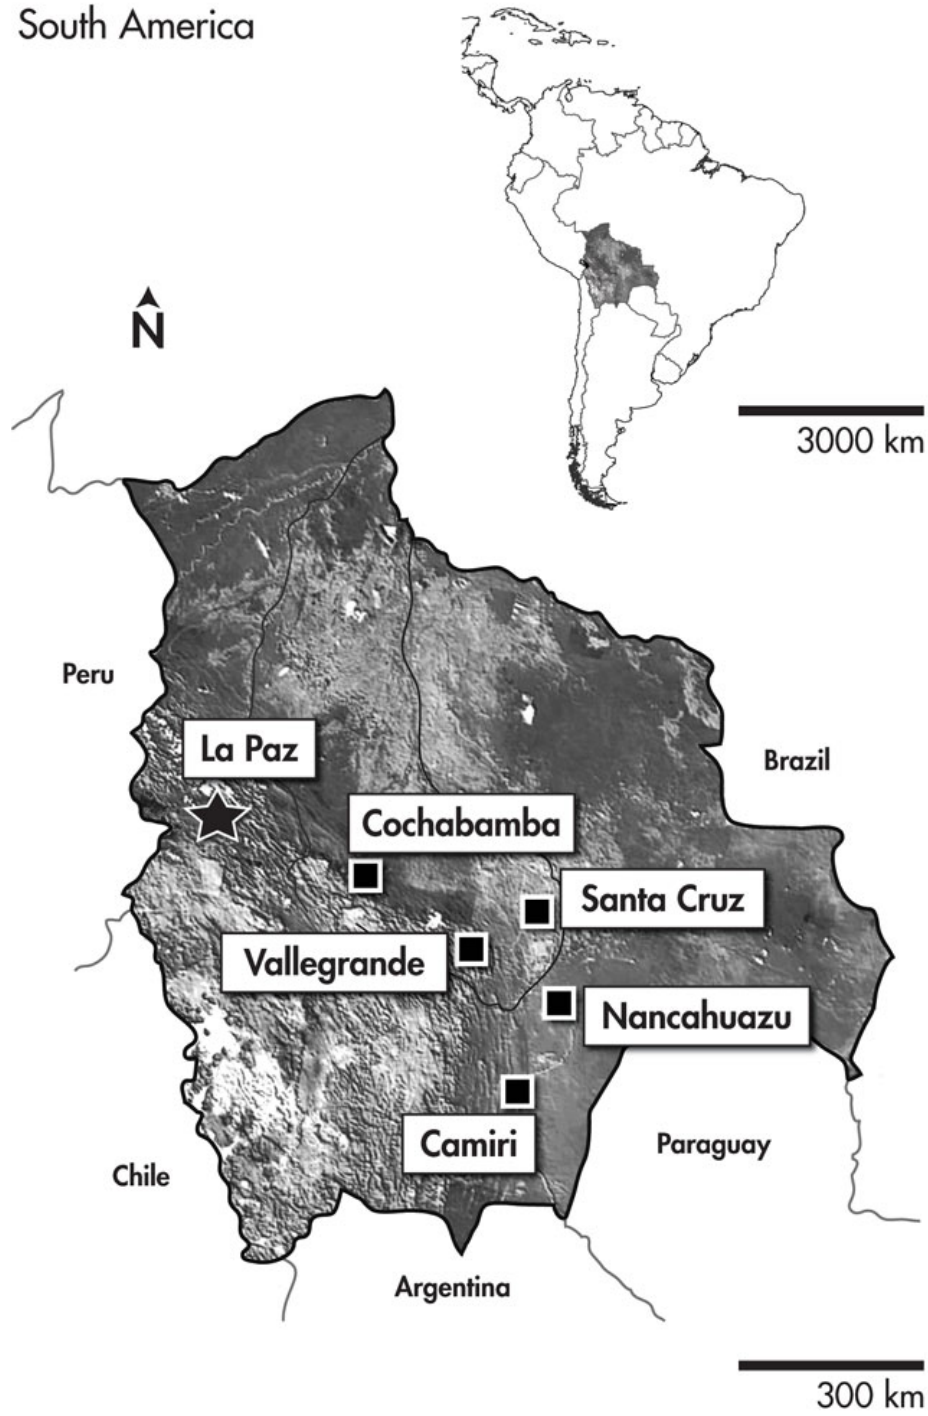 South America
N
3000 km
Peru
La Paz
Brazil
Cochabamba
Santa Cruz
Vallegrande
Nancahuazu
Camiri
Paraguay
Chile
Argentina
300 km